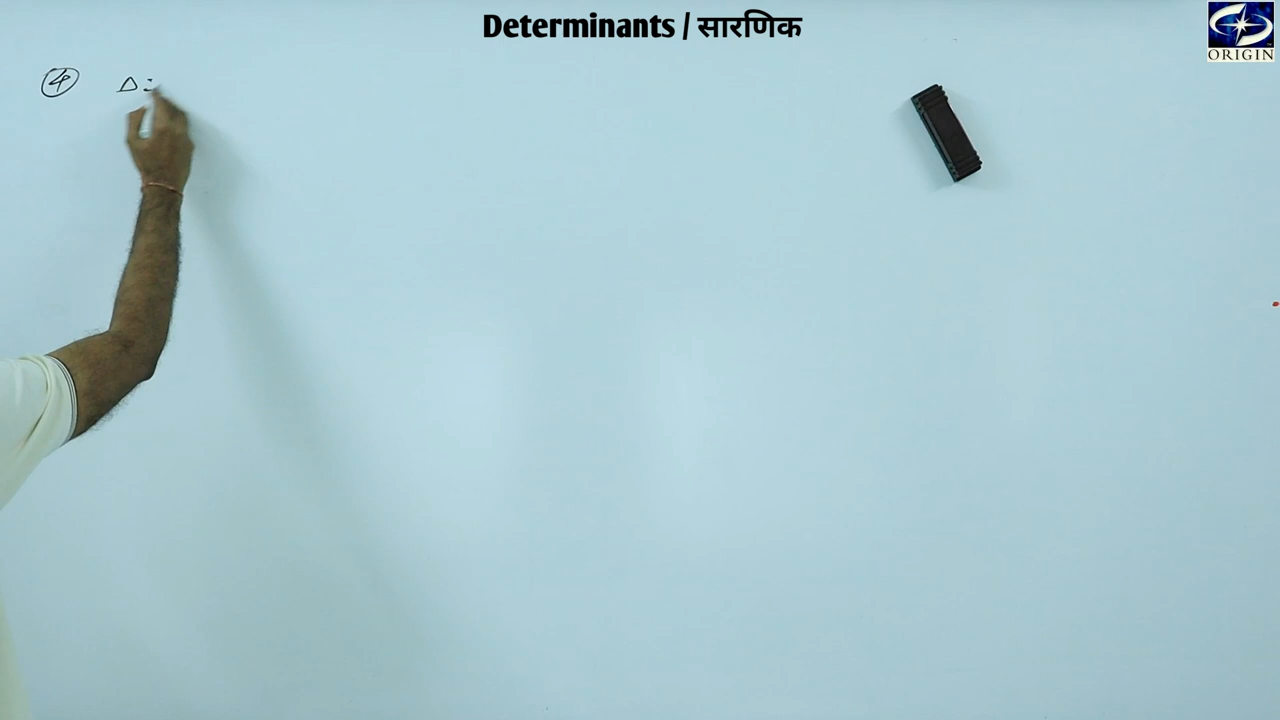 Determinants / सारणिक
ORIGIN
④ Δ =